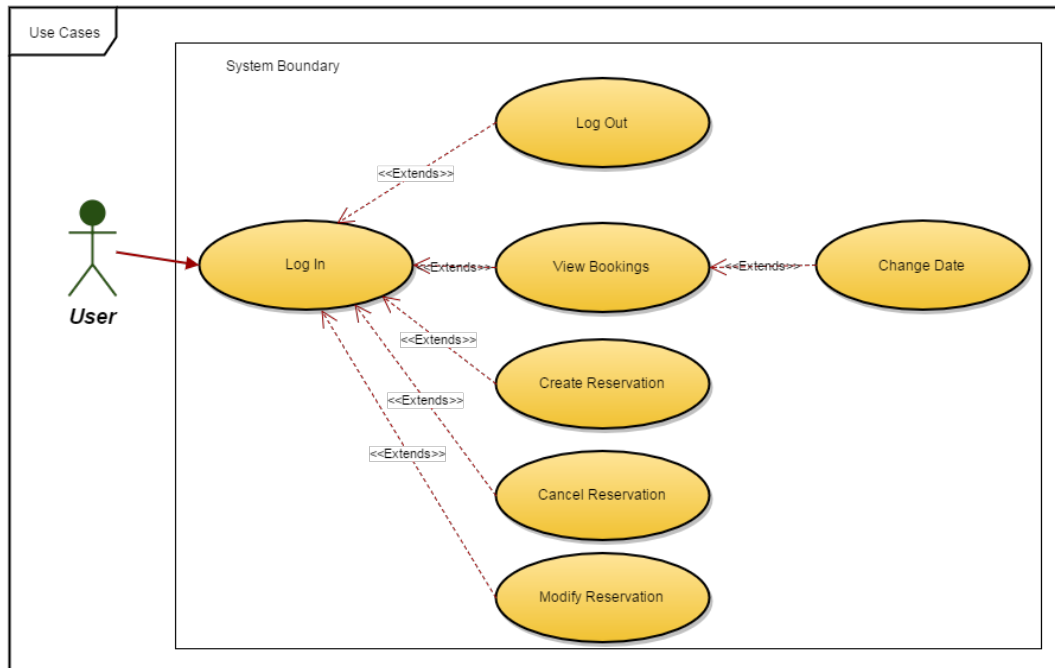 Use Cases
System Boundary
Log Out
<<Extends>>
Log In
<<Extends>>
View Bookings
<<Extends>>
Change Date
User
<<Extends>>
Create Reservation
<<Extends>>
Cancel Reservation
<<Extends>>
Modify Reservation